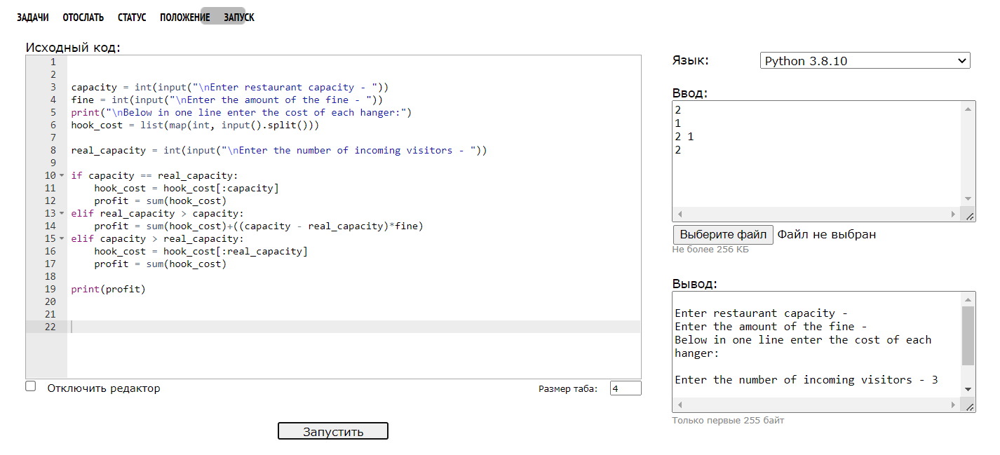 ЗАДАЧИ ОТОСЛАТЬ СТАТУС ПОЛОЖЕНИЕ ЗАПУСК
Исходный код:
1
2
3 capacity = int(input("\nEnter restaurant capacity - "))
4 fine = int(input("\nEnter the amount of the fine - "))
5 print("\nBelow in one line enter the cost of each hanger:")
6 hook_cost = list(map(int, input().split()))
7
8 real_capacity = int(input("\nEnter the number of incoming visitors - "))
9
10 if capacity == real_capacity:
11     hook_cost = hook_cost[:capacity]
12     profit = sum(hook_cost)
13 elif real_capacity > capacity:
14     profit = sum(hook_cost)+((capacity - real_capacity)*fine)
15 elif capacity > real_capacity:
16     hook_cost = hook_cost[:real_capacity]
17     profit = sum(hook_cost)
18
19 print(profit)
20
21
22
Отключить редактор
Размер таба: 4
Запустить
Язык: Python 3.8.10
Ввод:
2
1
2 1
2
Выберите файл Файл не выбран
Не более 256 КБ
Вывод:
Enter restaurant capacity -
Enter the amount of the fine -
Below in one line enter the cost of each
hanger:
Enter the number of incoming visitors - 3
Только первые 255 байт